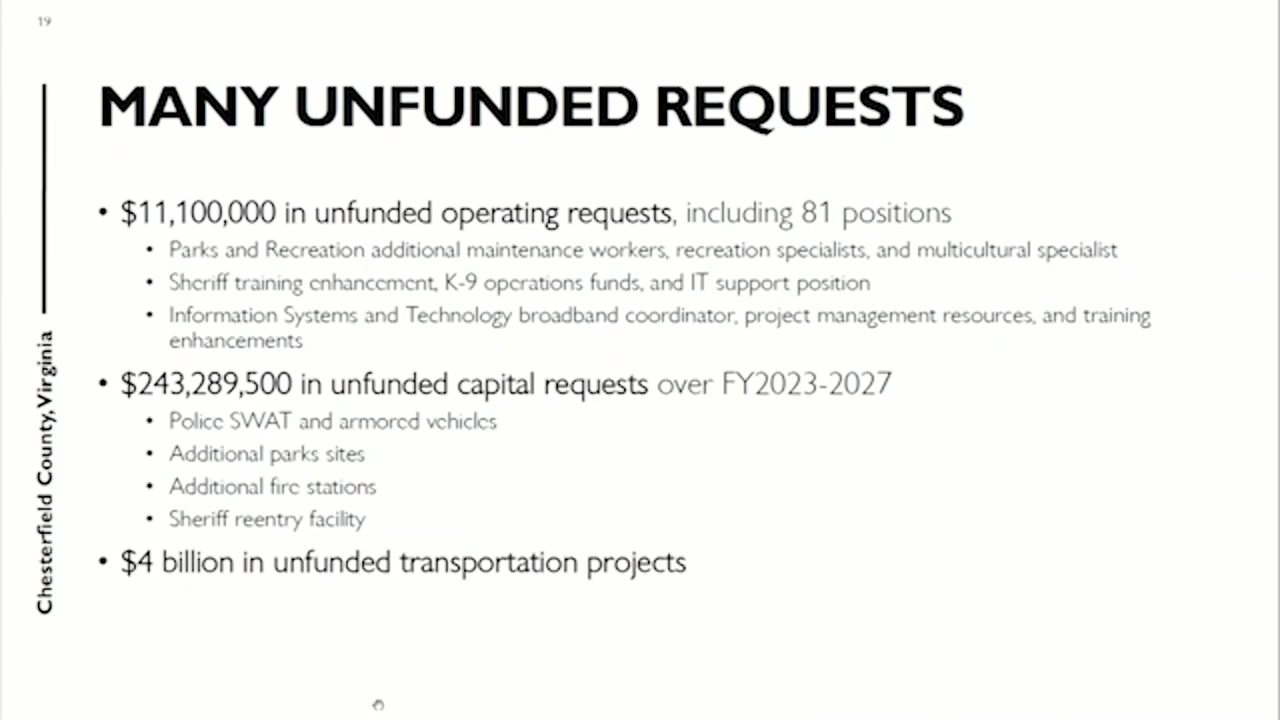 19
MANY UNFUNDED REQUESTS
• $11,100,000 in unfunded operating requests, including 81 positions
• Parks and Recreation additional maintenance workers, recreation specialists, and multicultural specialist
• Sheriff training enhancement, K-9 operations funds, and IT support position
• Information Systems and Technology broadband coordinator, project management resources, and training
enhancements
• $243,289,500 in unfunded capital requests over FY2023-2027
• Police SWAT and armored vehicles
• Additional parks sites
• Additional fire stations
• Sheriff reentry facility
• $4 billion in unfunded transportation projects
Chesterfield County, Virginia